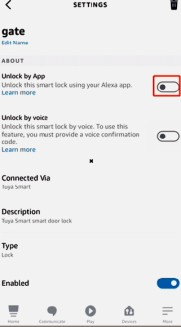 SETTINGS
gate
Edit Name
ABOUT
Unlock by App
Unlock this smart lock using your Alexa app.
Learn more
Unlock by voice
Unlock this smart lock by voice. To use this
feature, you must provide a voice confirmation
code.
Learn more
Connected Via
Tuya Smart
Description
Tuya Smart smart door lock
Type
Lock
Enabled
Home
Communicate
Play
Devices
More